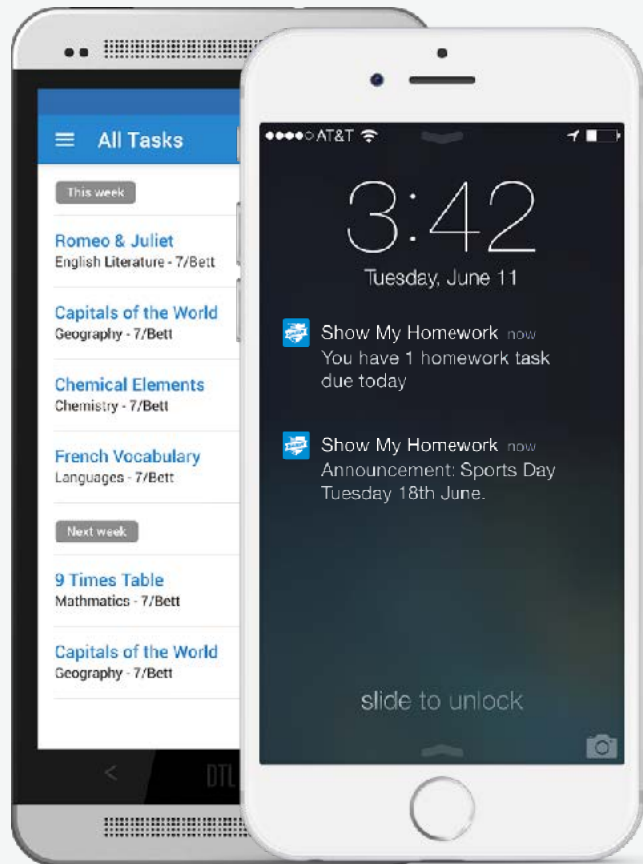 All Tasks
This week
Romeo & Juliet
English Literature - 7/Bett
Capitals of the World
Geography - 7/Bett
Chemical Elements
Chemistry - 7/Bett
French Vocabulary
Languages - 7/Bett
Next week
9 Times Table
Mathmatics - 7/Bett
Capitals of the World
Geography - 7/Bett
DTL
AT&T
3:42
Tuesday, June 11
Show My Homework now
You have 1 homework task
due today
Show My Homework now
Announcement: Sports Day
Tuesday 18th June.
slide to unlock